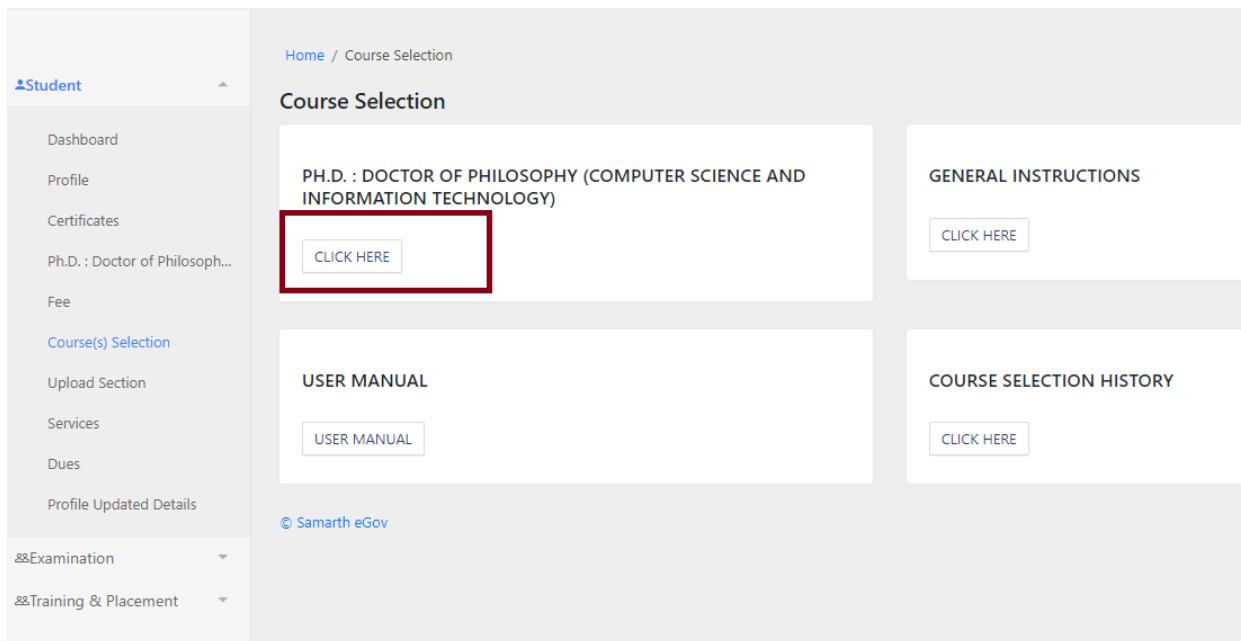 Student
Dashboard
Profile
Certificates
Ph.D. : Doctor of Philosoph...
Fee
Course(s) Selection
Upload Section
Services
Dues
Profile Updated Details
Examination
Training & Placement
Home / Course Selection
Course Selection
PH.D. : DOCTOR OF PHILOSOPHY (COMPUTER SCIENCE AND
INFORMATION TECHNOLOGY)
CLICK HERE
GENERAL INSTRUCTIONS
CLICK HERE
USER MANUAL
USER MANUAL
COURSE SELECTION HISTORY
CLICK HERE
© Samarth eGov